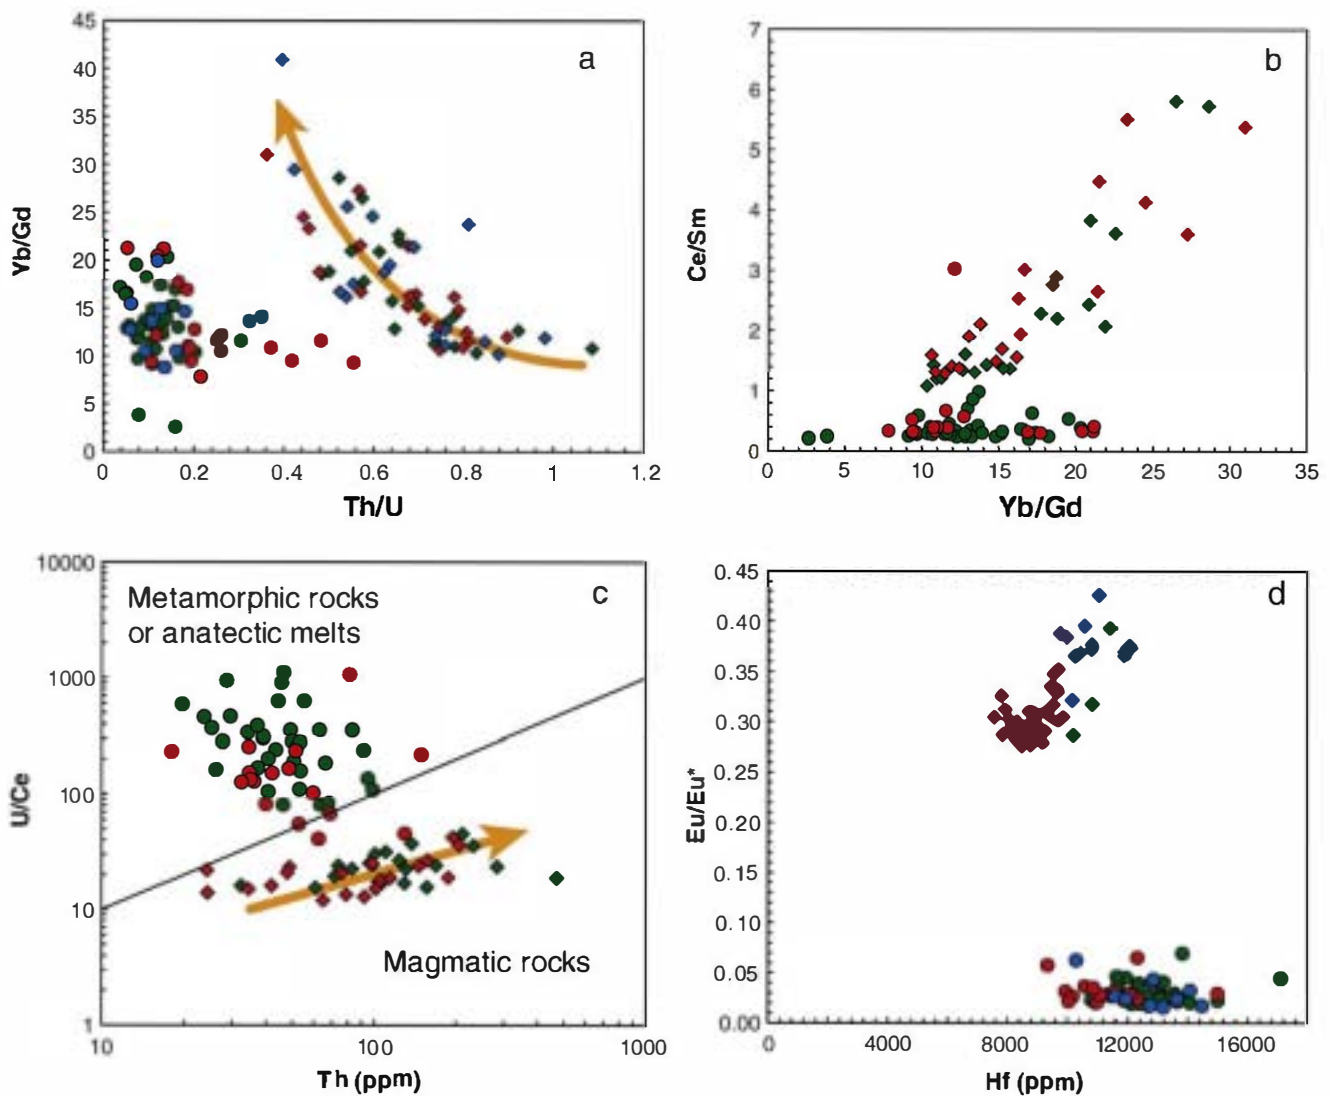 a
45
40
35
30
25
20
15
10
5
0
Yb/Gd
0 0.2 0.4 0.6 0.8 1 1.2
Th/U
b
7
6
5
4
3
2
1
0
Ce/Sm
0 5 10 15 20 25 30 35
Yb/Gd
c
Metamorphic rocks
or anatectic melts
Magmatic rocks
10000
1000
100
10
1
U/Ce
10 100 1000
Th (ppm)
d
0.45
0.40
0.35
0.30
0.25
0.20
0.15
0.10
0.05
0.00
Eu/Eu*
0 4000 8000 12000 16000
Hf (ppm)